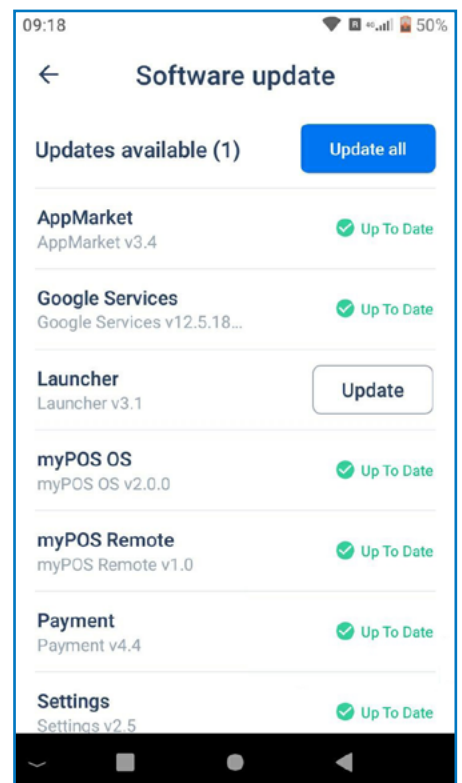 09:18
50%
Software update
Updates available (1)
Update all
AppMarket
AppMarket v3.4
Up To Date
Google Services
Google Services v12.5.18...
Up To Date
Launcher
Launcher v3.1
Update
myPOS OS
myPOS OS v2.0.0
Up To Date
myPOS Remote
myPOS Remote v1.0
Up To Date
Payment
Payment v4.4
Up To Date
Settings
Settings v2.5
Up To Date